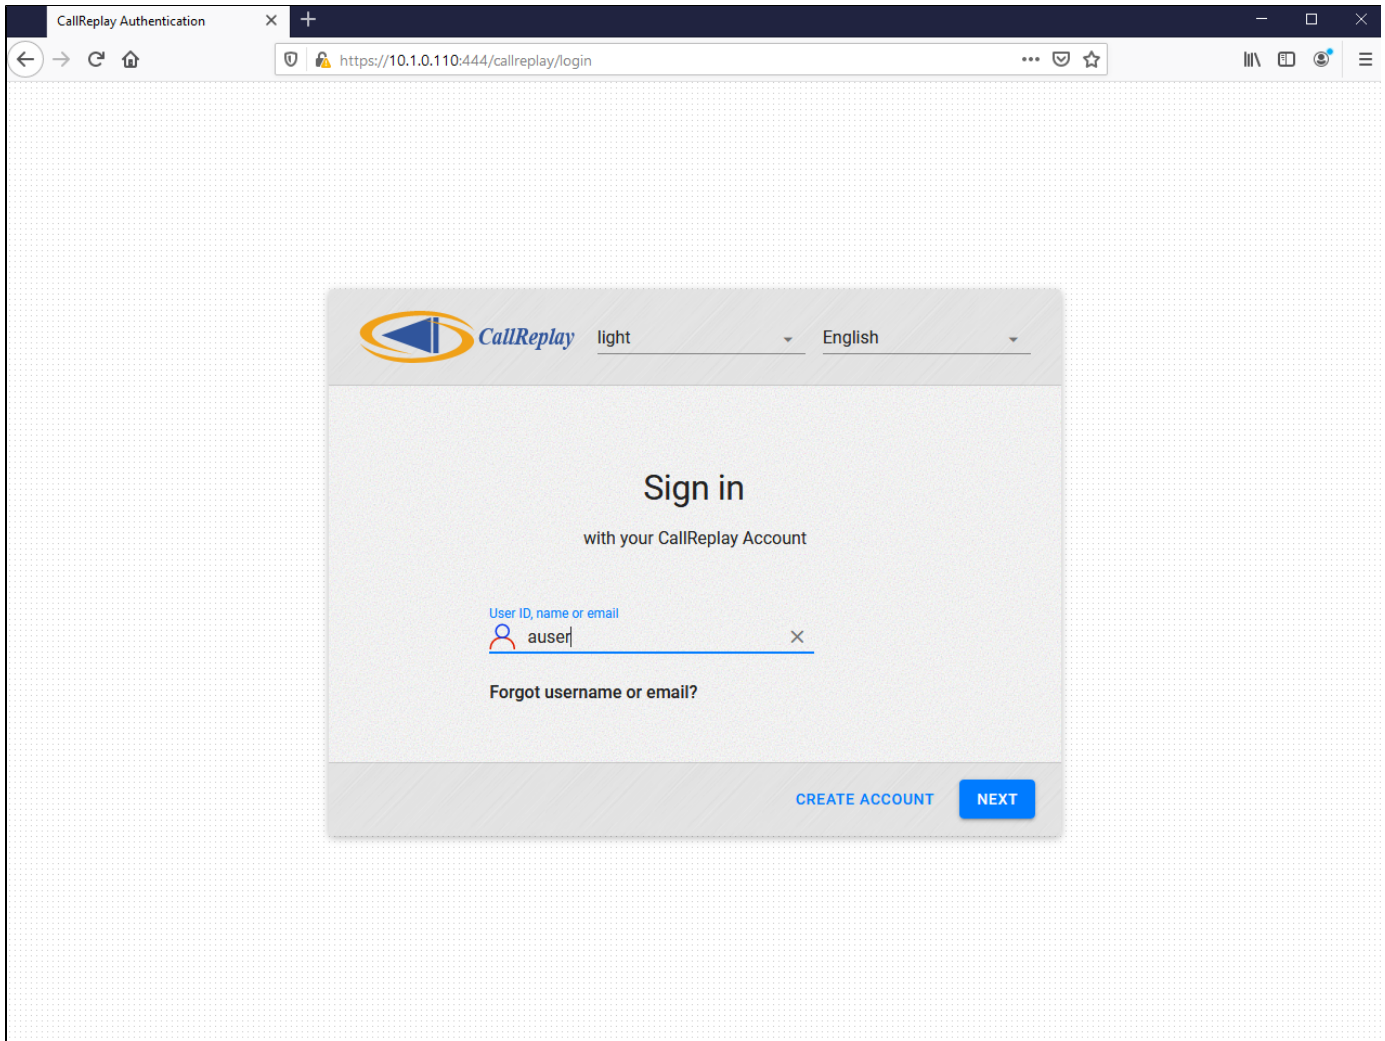 CallReplay Authentication
https://10.1.0.110:444/callreplay/login
CallReplay light English
Sign in
with your CallReplay Account
User ID, name or email
auser
Forgot username or email?
CREATE ACCOUNT NEXT